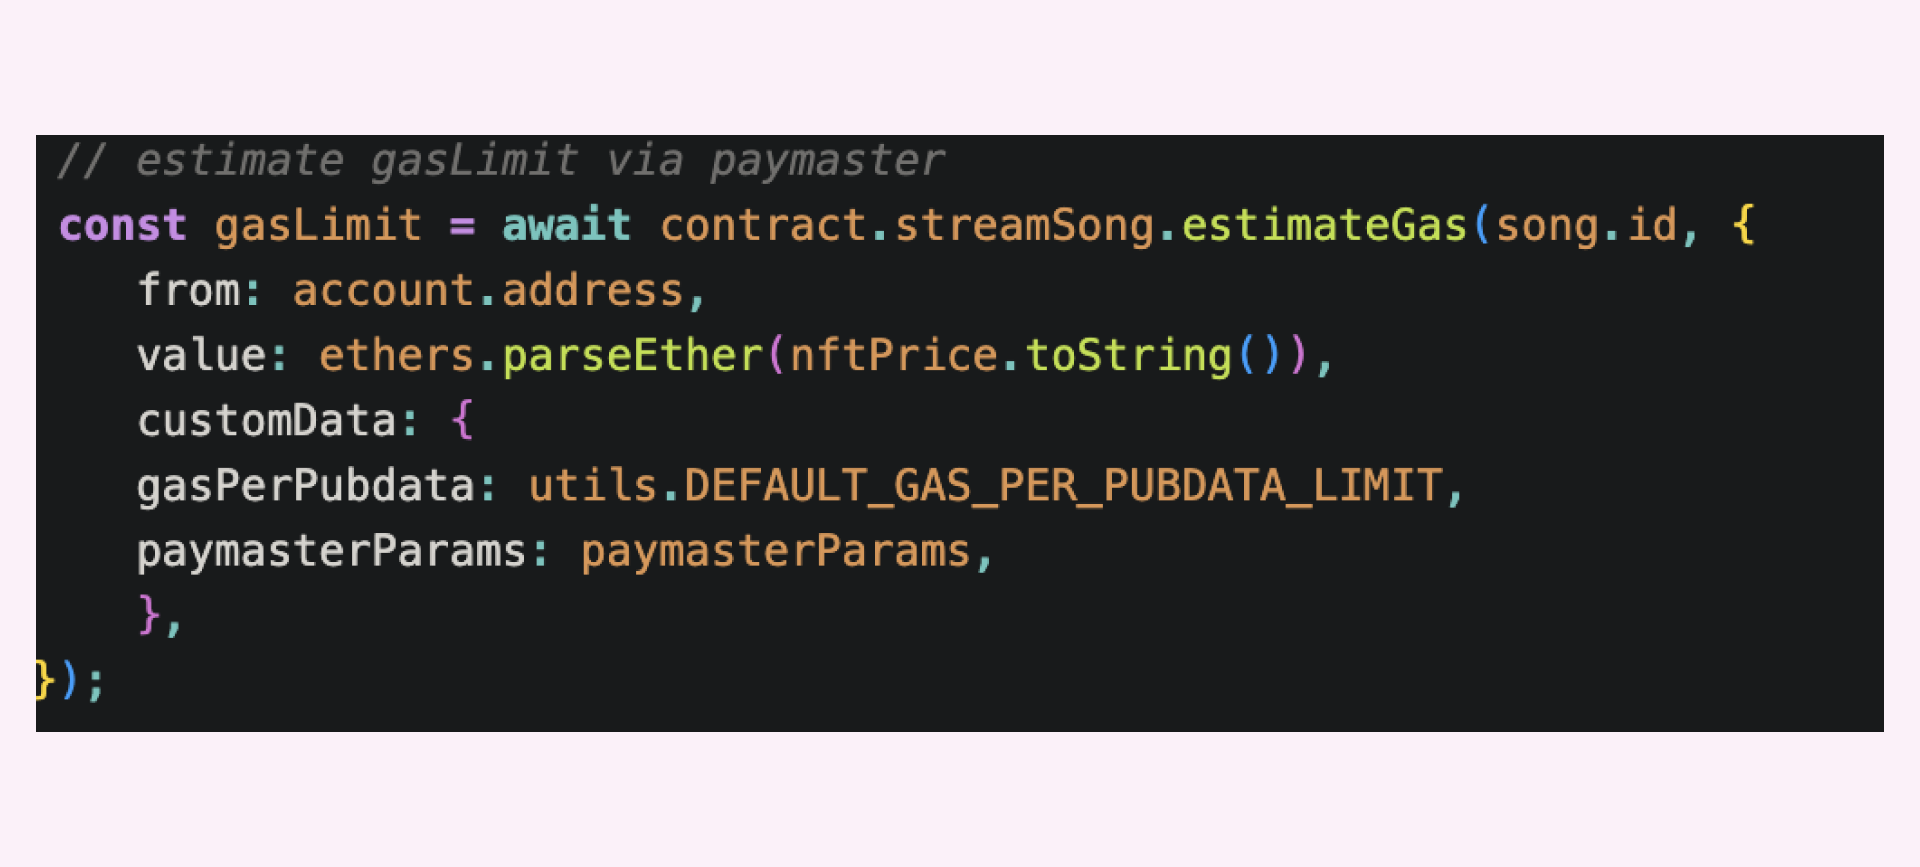 // estimate gasLimit via paymaster
const gasLimit = await contract.streamSong.estimateGas(song.id, {
from: account.address,
value: ethers.parseEther(nftPrice.toString()),
customData: {
gasPerPubdata: utils.DEFAULT_GAS_PER_PUBDATA_LIMIT,
paymasterParams: paymasterParams,
},
});